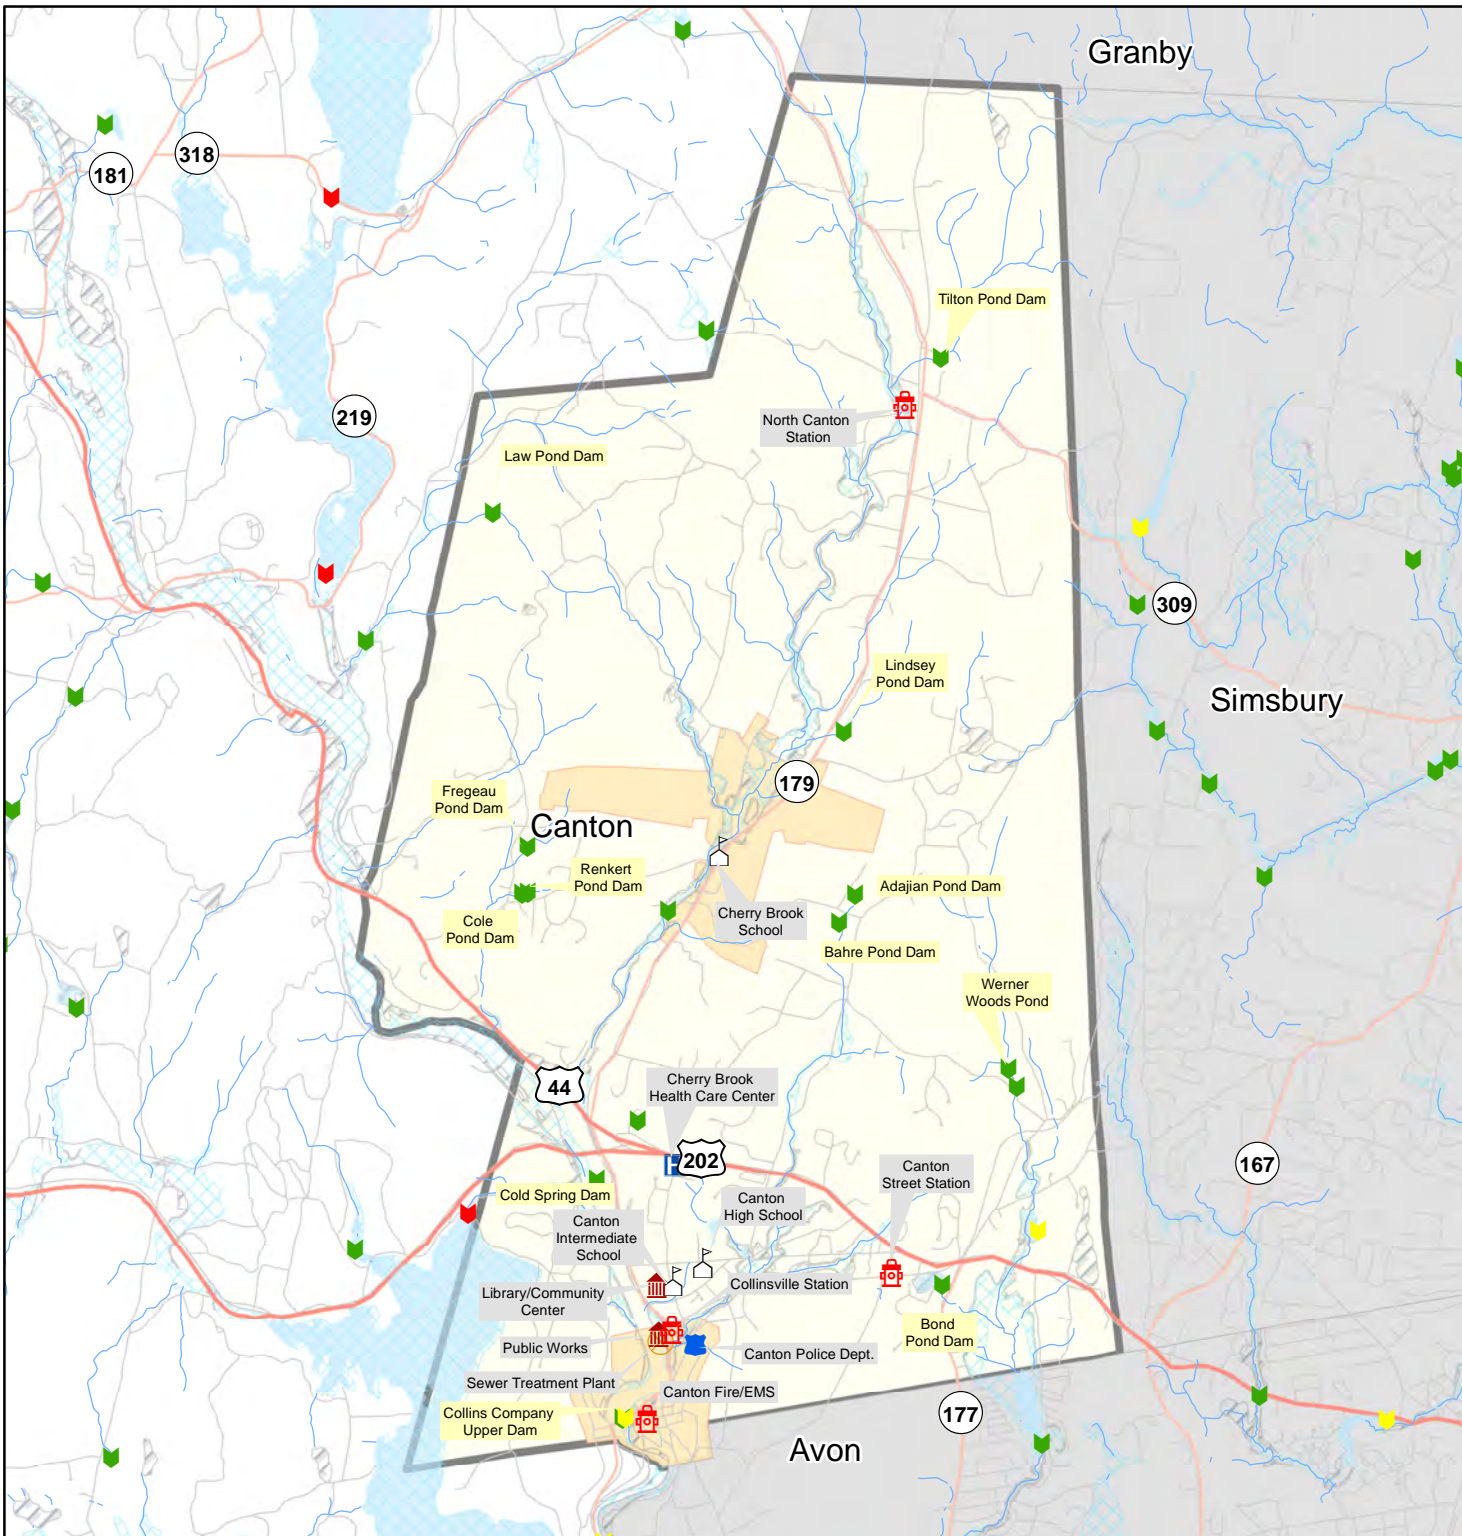 Granby
318
181
Tilton Pond Dam
219
North Canton
Station
Law Pond Dam
309
Lindsey
Pond Dam
Simsbury
179
Fregeau
Pond Dam
Canton
Renkert
Pond Dam
Adajian Pond Dam
Cherry Brook
School
Cole
Pond Dam
Bahre Pond Dam
Werner
Woods Pond
44
Cherry Brook
Health Care Center
202
167
Canton
Street Station
Cold Spring Dam
Canton
High School
Canton
Intermediate
School
Collinsville Station
Library/Community
Center
Bond
Pond Dam
Public Works
Canton Police Dept.
Sewer Treatment Plant
Canton Fire/EMS
Collins Company
Upper Dam
177
Avon